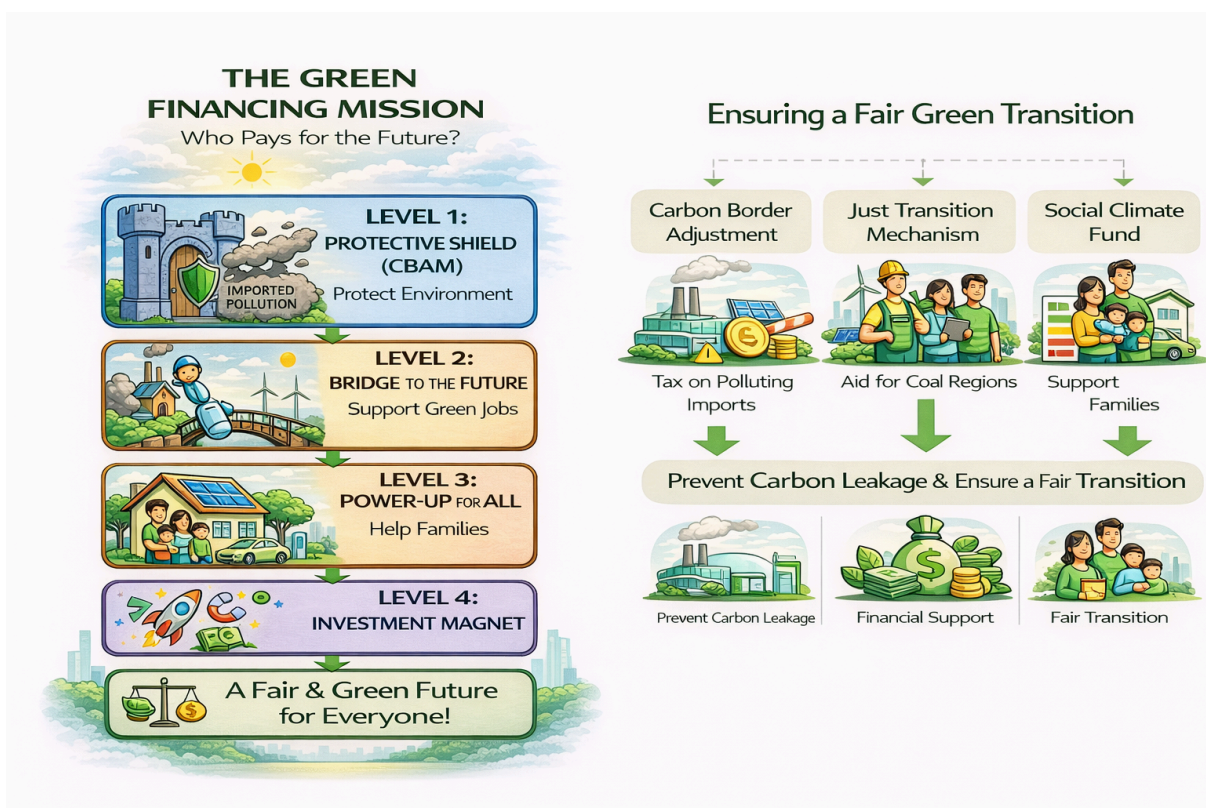 THE GREEN
FINANCING MISSION
Who Pays for the Future?
LEVEL 1:
PROTECTIVE SHIELD
(CBAM)
Protect Environment
IMPORTED
POLLUTION
LEVEL 2:
BRIDGE TO THE FUTURE
Support Green Jobs
LEVEL 3:
POWER-UP FOR ALL
Help Families
LEVEL 4:
INVESTMENT MAGNET
$
A Fair & Green Future
for Everyone!
Ensuring a Fair Green Transition
Carbon Border
Adjustment
Just Transition
Mechanism
Social Climate
Fund
Tax on Polluting
Imports
Aid for Coal Regions
Support
Families
Prevent Carbon Leakage & Ensure a Fair Transition
$
Prevent Carbon Leakage
Financial Support
Fair Transition